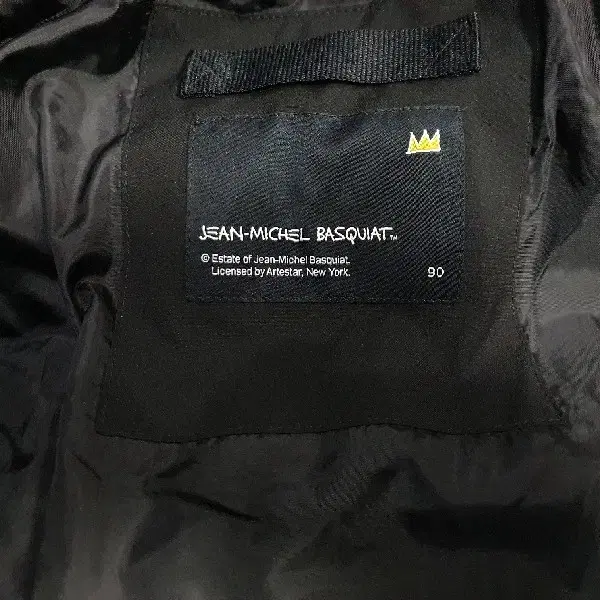 JEAN-MICHEL BASQUIAT™
© Estate of Jean-Michel Basquiat.
Licensed by Artestar, New York.
90